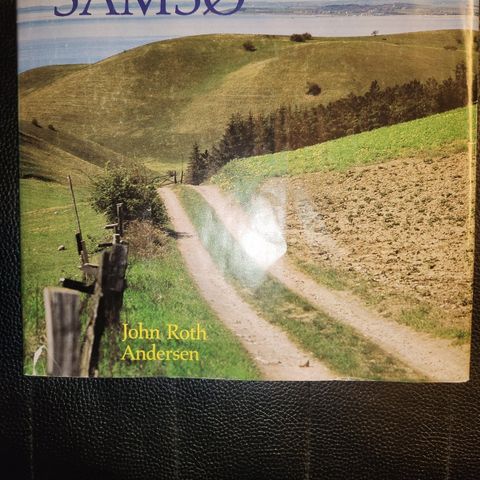 SAMSØ
John Roth
Andersen